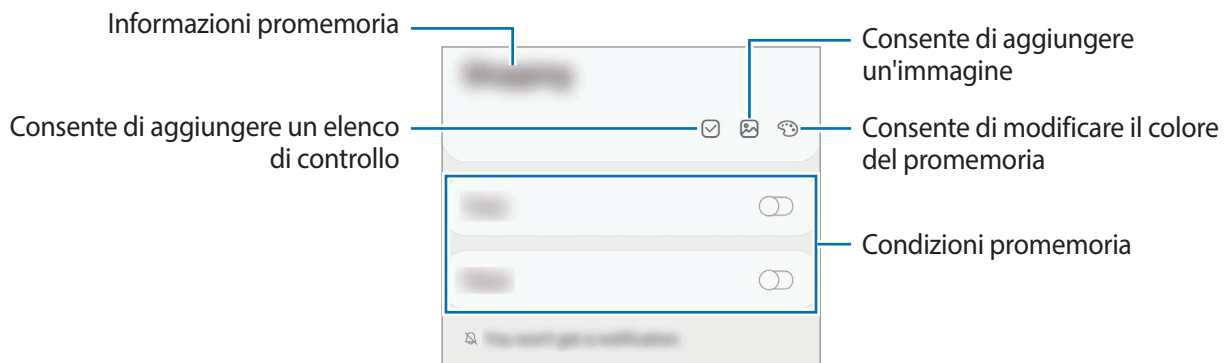 Informazioni promemoria
Consente di aggiungere
un'immagine
Consente di aggiungere un elenco
di controllo
Consente di modificare il colore
del promemoria
Condizioni promemoria